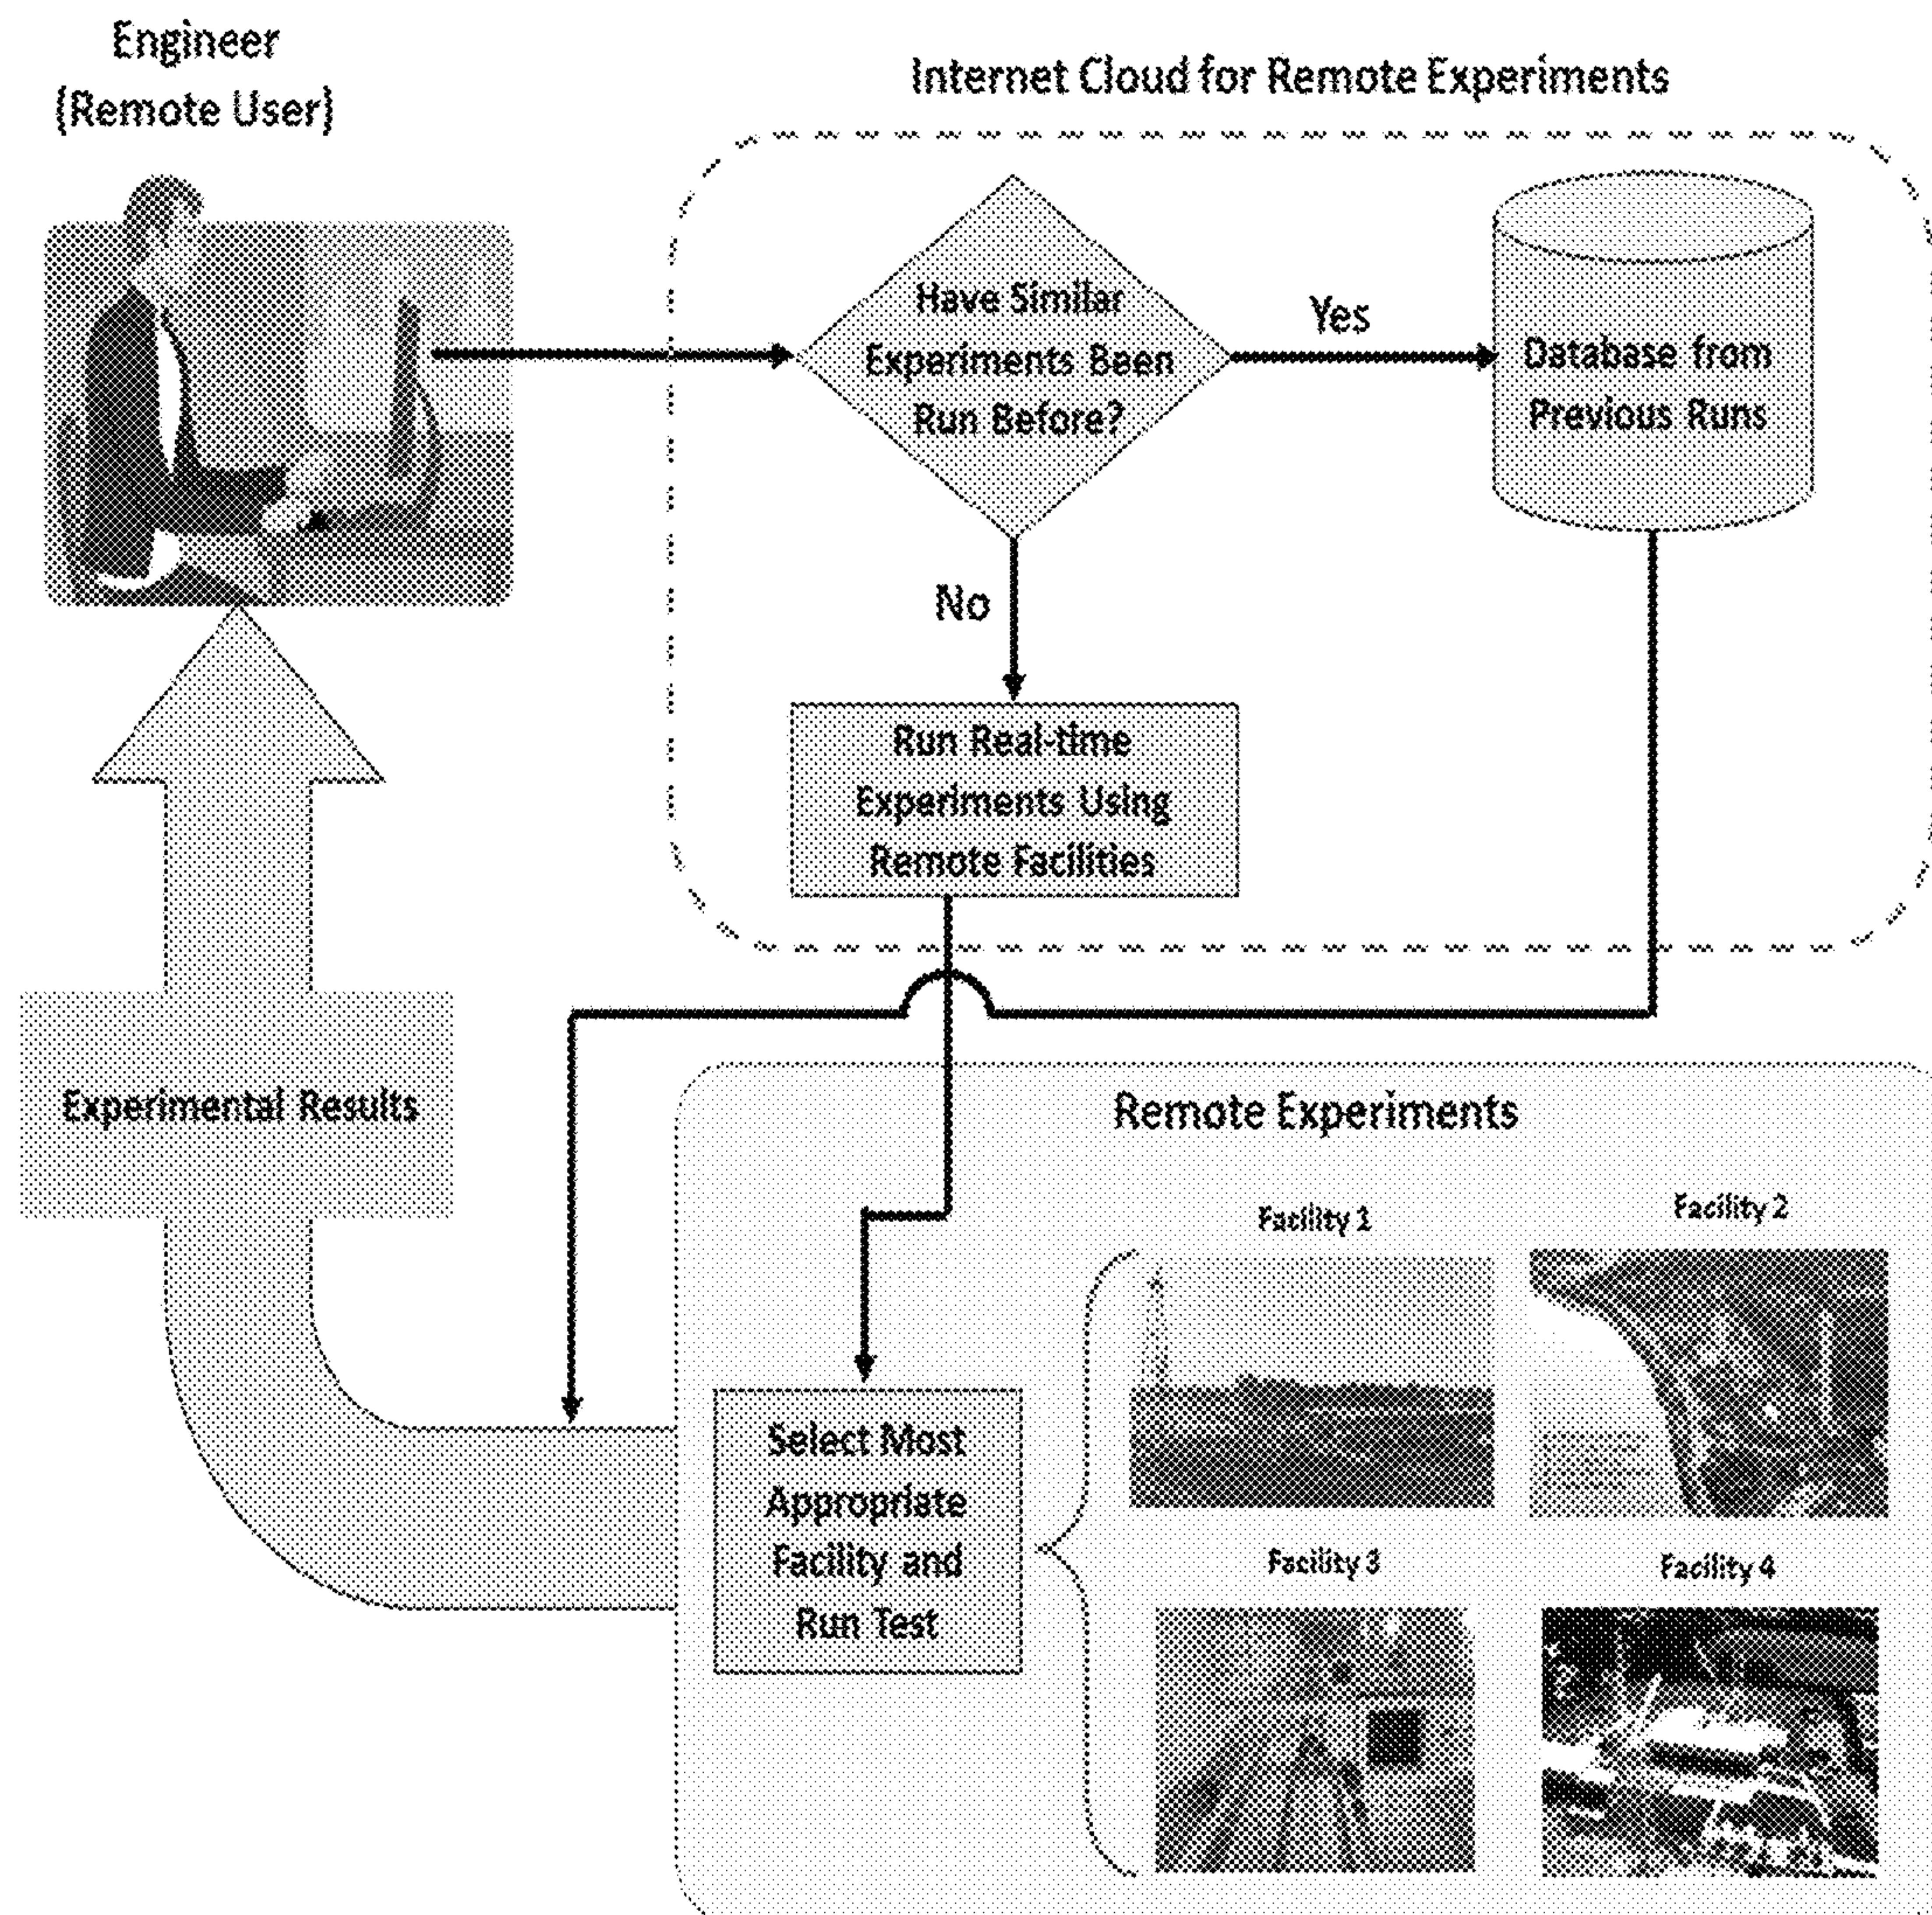 Engineer
(Remote User)
Internet Cloud for Remote Experiments
Have Similar
Experiments Been
Run Before?
Yes
Database from
Previous Runs
No
Run Real-time
Experiments Using
Remote Facilities
Experimental Results
Remote Experiments
Facility 1
Facility 2
Select Most
Appropriate
Facility and
Run Test
Facility 3
Facility 4